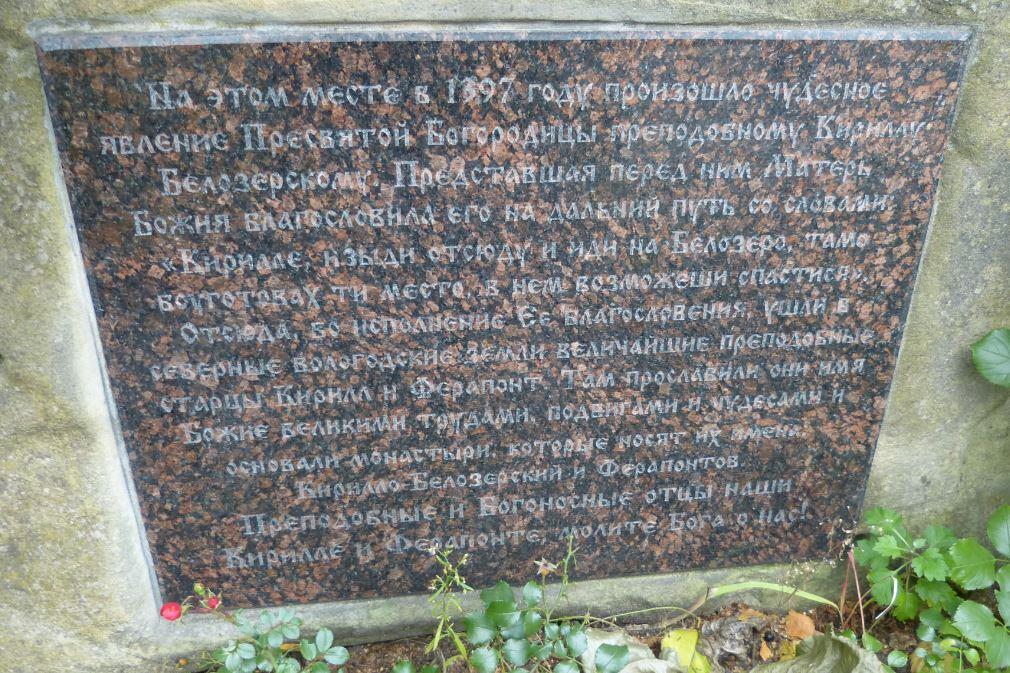 На этом месте в 1397 году произошло чудесное
явление Пресвятой Богородицы преподобному Кириллу
Белозерскому. Представшая перед ним Матерь
Божия благословила его на дальний путь со словами:
«Кирилле, изыди отсюду и иди на Белозеро, тамо
боуготовах ти место, в нем возможеши спастися».
Отсюда, во исполнение Ее благословения, ушли в
северные вологодские земли величайшие преподобные
старцы Кирилл и Ферапонт. Там прославили они имя
Божие великими трудами, подвигами и чудесами и
основали монастыри, которые носят их имена:
Кирилло-Белозерский и Ферапонтов.
Преподобные и Богоносные отцы наши
Кирилле и Ферапонте, молите Бога о нас!